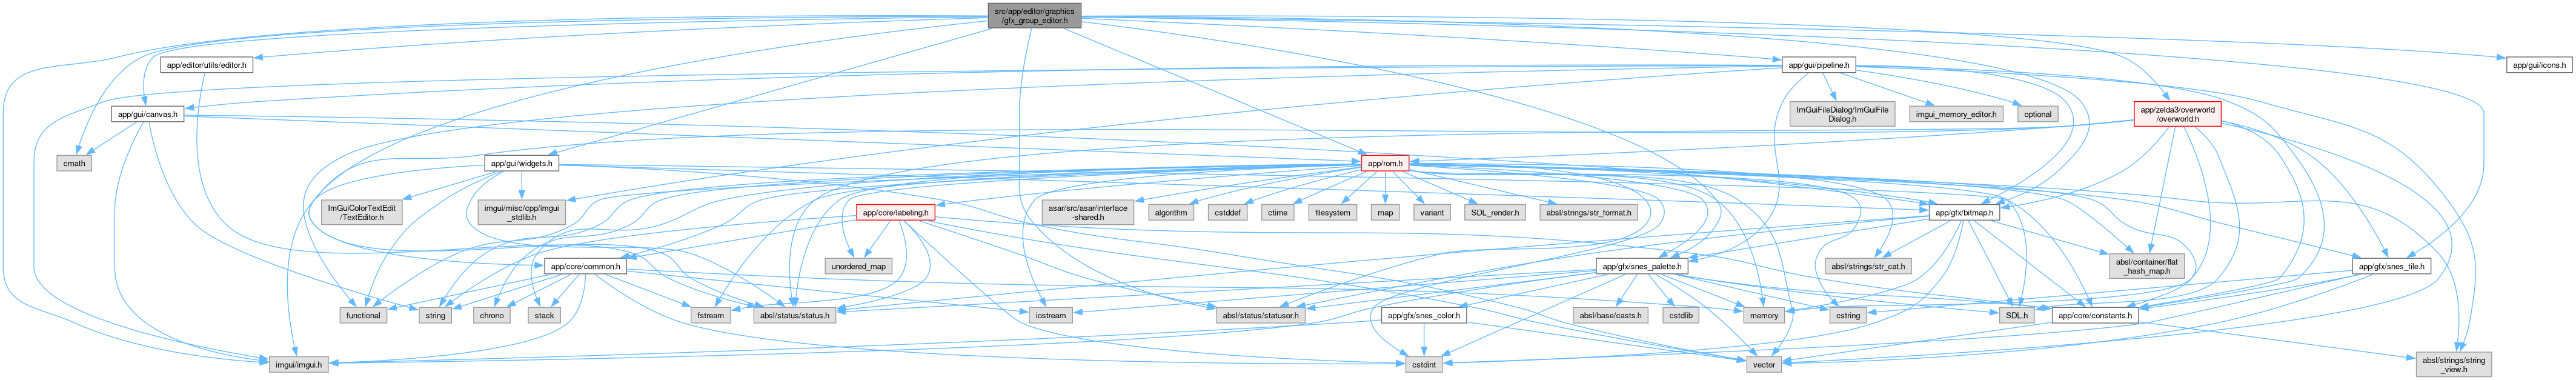 src/app/editor/graphics
/gfx_group_editor.h
app/editor/utils/editor.h
app/gui/pipeline.h
app/gui/icons.h
app/gui/canvas.h
ImGuiFileDialog/ImGuiFile
Dialog.h
imgui_memory_editor.h
optional
app/zelda3/overworld
/overworld.h
cmath
app/gui/widgets.h
app/rom.h
ImGuiColorTextEdit
/TextEditor.h
imgui/misc/cpp/imgui
_stdlib.h
asar/src/asar/interface
-shared.h
algorithm
cstddef
ctime
filesystem
map
variant
SDL_render.h
absl/strings/str_format.h
app/core/labeling.h
app/gfx/bitmap.h
unordered_map
app/core/common.h
app/gfx/snes_palette.h
absl/strings/str_cat.h
absl/container/flat
_hash_map.h
app/gfx/snes_tile.h
functional
string
chrono
stack
fstream
absl/status/status.h
iostream
absl/status/statusor.h
absl/base/casts.h
cstdlib
app/gfx/snes_color.h
memory
cstring
SDL.h
app/core/constants.h
imgui/imgui.h
cstdint
vector
absl/strings/string
_view.h